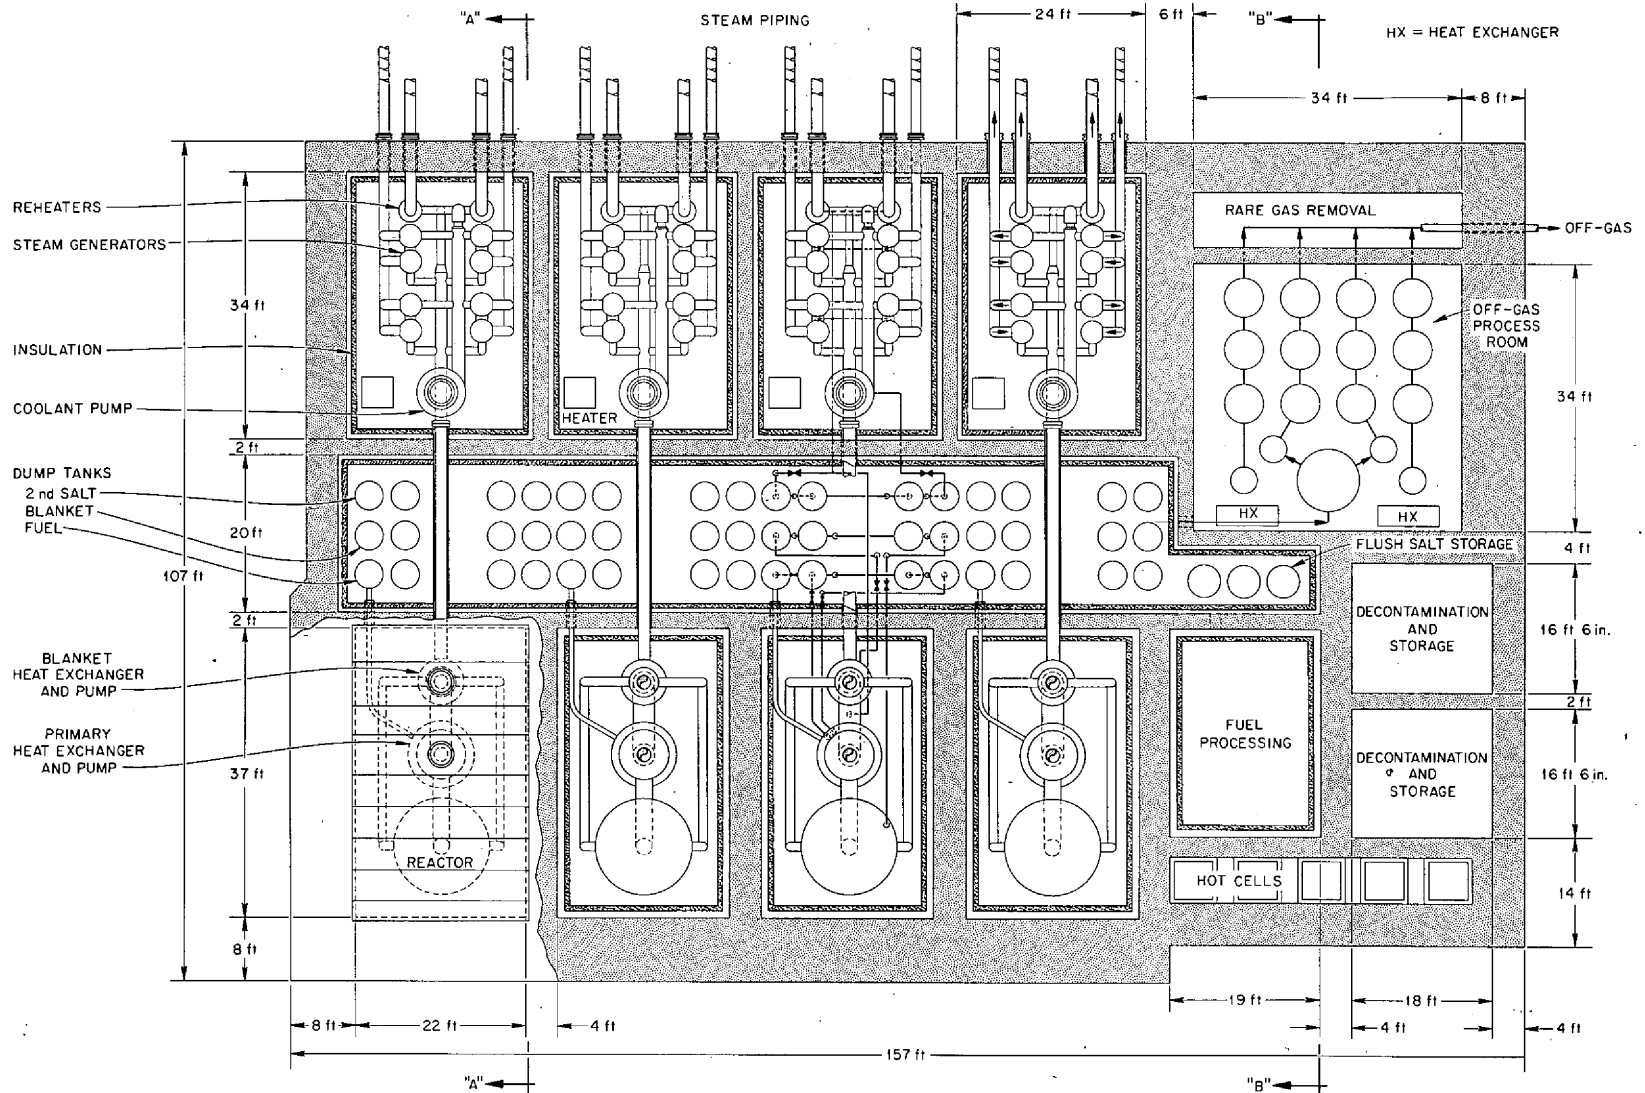 "A"
STEAM PIPING
24 ft
6 ft
"B"
HX = HEAT EXCHANGER
34 ft
8 ft
REHEATERS
STEAM GENERATORS
34 ft
INSULATION
COOLANT PUMP
HEATER
RARE GAS REMOVAL
OFF-GAS
OFF-GAS
PROCESS
ROOM
34 ft
2 ft
DUMP TANKS
2nd SALT
BLANKET
FUEL
20 ft
107 ft
2 ft
HX
HX
FLUSH SALT STORAGE
4 ft
DECONTAMINATION
AND
STORAGE
16 ft 6 in.
2 ft
BLANKET
HEAT EXCHANGER
AND PUMP
PRIMARY
HEAT EXCHANGER
AND PUMP
37 ft
FUEL
PROCESSING
DECONTAMINATION
AND
STORAGE
16 ft 6 in.
REACTOR
HOT CELLS
14 ft
8 ft
19 ft
18 ft
8 ft
22 ft
4 ft
4 ft
4 ft
157 ft
"A"
"B"